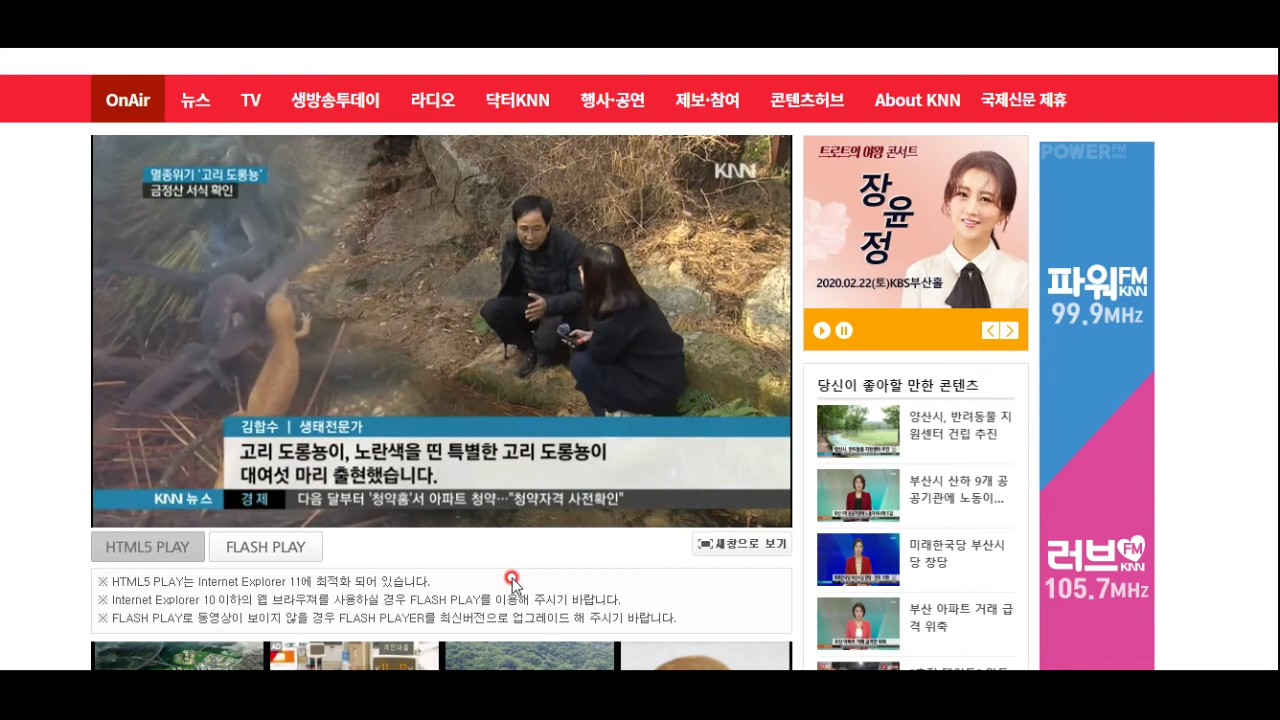 OnAir 뉴스 TV 생방송투데이 라디오 닥터KNN 행사·공연 제보·참여 콘텐츠허브 About KNN 국제신문 제휴
멸종위기 '고리 도롱뇽'
금정산 서식 확인
KNN
김합수 | 생태전문가
고리 도롱뇽이, 노란색을 띤 특별한 고리 도롱뇽이
대여섯 마리 출현했습니다.
KNN 뉴스 경제 다음 달부터 '청약홈'서 아파트 청약…"청약자격 사전확인"
HTML5 PLAY FLASH PLAY 새창으로 보기
※ HTML5 PLAY는 Internet Explorer 11에 최적화 되어 있습니다.
※ Internet Explorer 10 이하의 웹 브라우져를 사용하실 경우 FLASH PLAY를 이용해 주시기 바랍니다.
※ FLASH PLAY로 동영상이 보이지 않을 경우 FLASH PLAYER를 최신버전으로 업그레이드 해 주시기 바랍니다.
AD
트로트의 여왕 콘서트
장
윤
정
2020.02.22(토)KBS부산홀
당신이 좋아할 만한 콘텐츠
양산시, 반려동물 지
원센터 건립 추진
부산시 산하 9개 공
공기관에 노동이...
미래한국당 부산시
당 창당
부산 아파트 거래 급
격 위축
POWER FM KNN
파워FM KNN
99.9MHz
러브FM KNN
105.7MHz